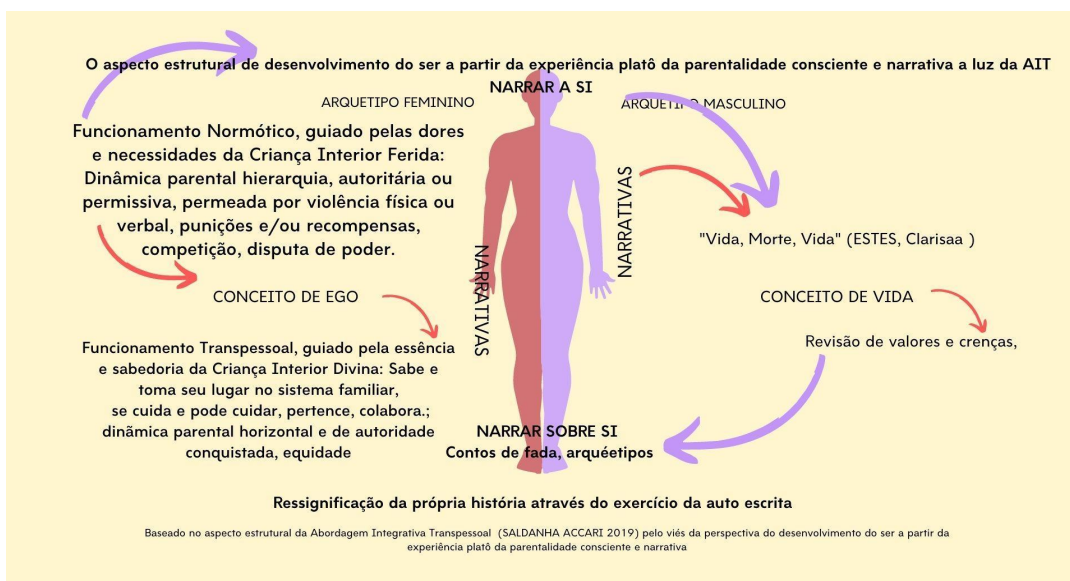 O aspecto estrutural de desenvolvimento do ser a partir da experiência platô da parentalidade consciente e narrativa a luz da AIT
NARRAR A SI
ARQUETIPO FEMININO
ARQUETIPO MASCULINO
Funcionamento Normótico, guiado pelas dores
e necessidades da Criança Interior Ferida:
Dinâmica parental hierarquia, autoritária ou
permissiva, permeada por violência física ou
verbal, punições e/ou recompensas,
competição, disputa de poder.
NARRATIVAS
NARRATIVAS
"Vida, Morte, Vida" (ESTES, Clarisaa )
CONCEITO DE EGO
CONCEITO DE VIDA
Revisão de valores e crenças,
Funcionamento Transpessoal, guiado pela essência
e sabedoria da Criança Interior Divina: Sabe e
toma seu lugar no sistema familiar,
se cuida e pode cuidar, pertence, colabora.;
dinãmica parental horizontal e de autoridade
conquistada, equidade
NARRAR SOBRE SI
Contos de fada, arquéetipos
Ressignificação da própria história através do exercício da auto escrita
Baseado no aspecto estrutural da Abordagem Integrativa Transpessoal (SALDANHA ACCARI 2019) pelo viés da perspectiva do desenvolvimento do ser a partir da
experiência platô da parentalidade consciente e narrativa